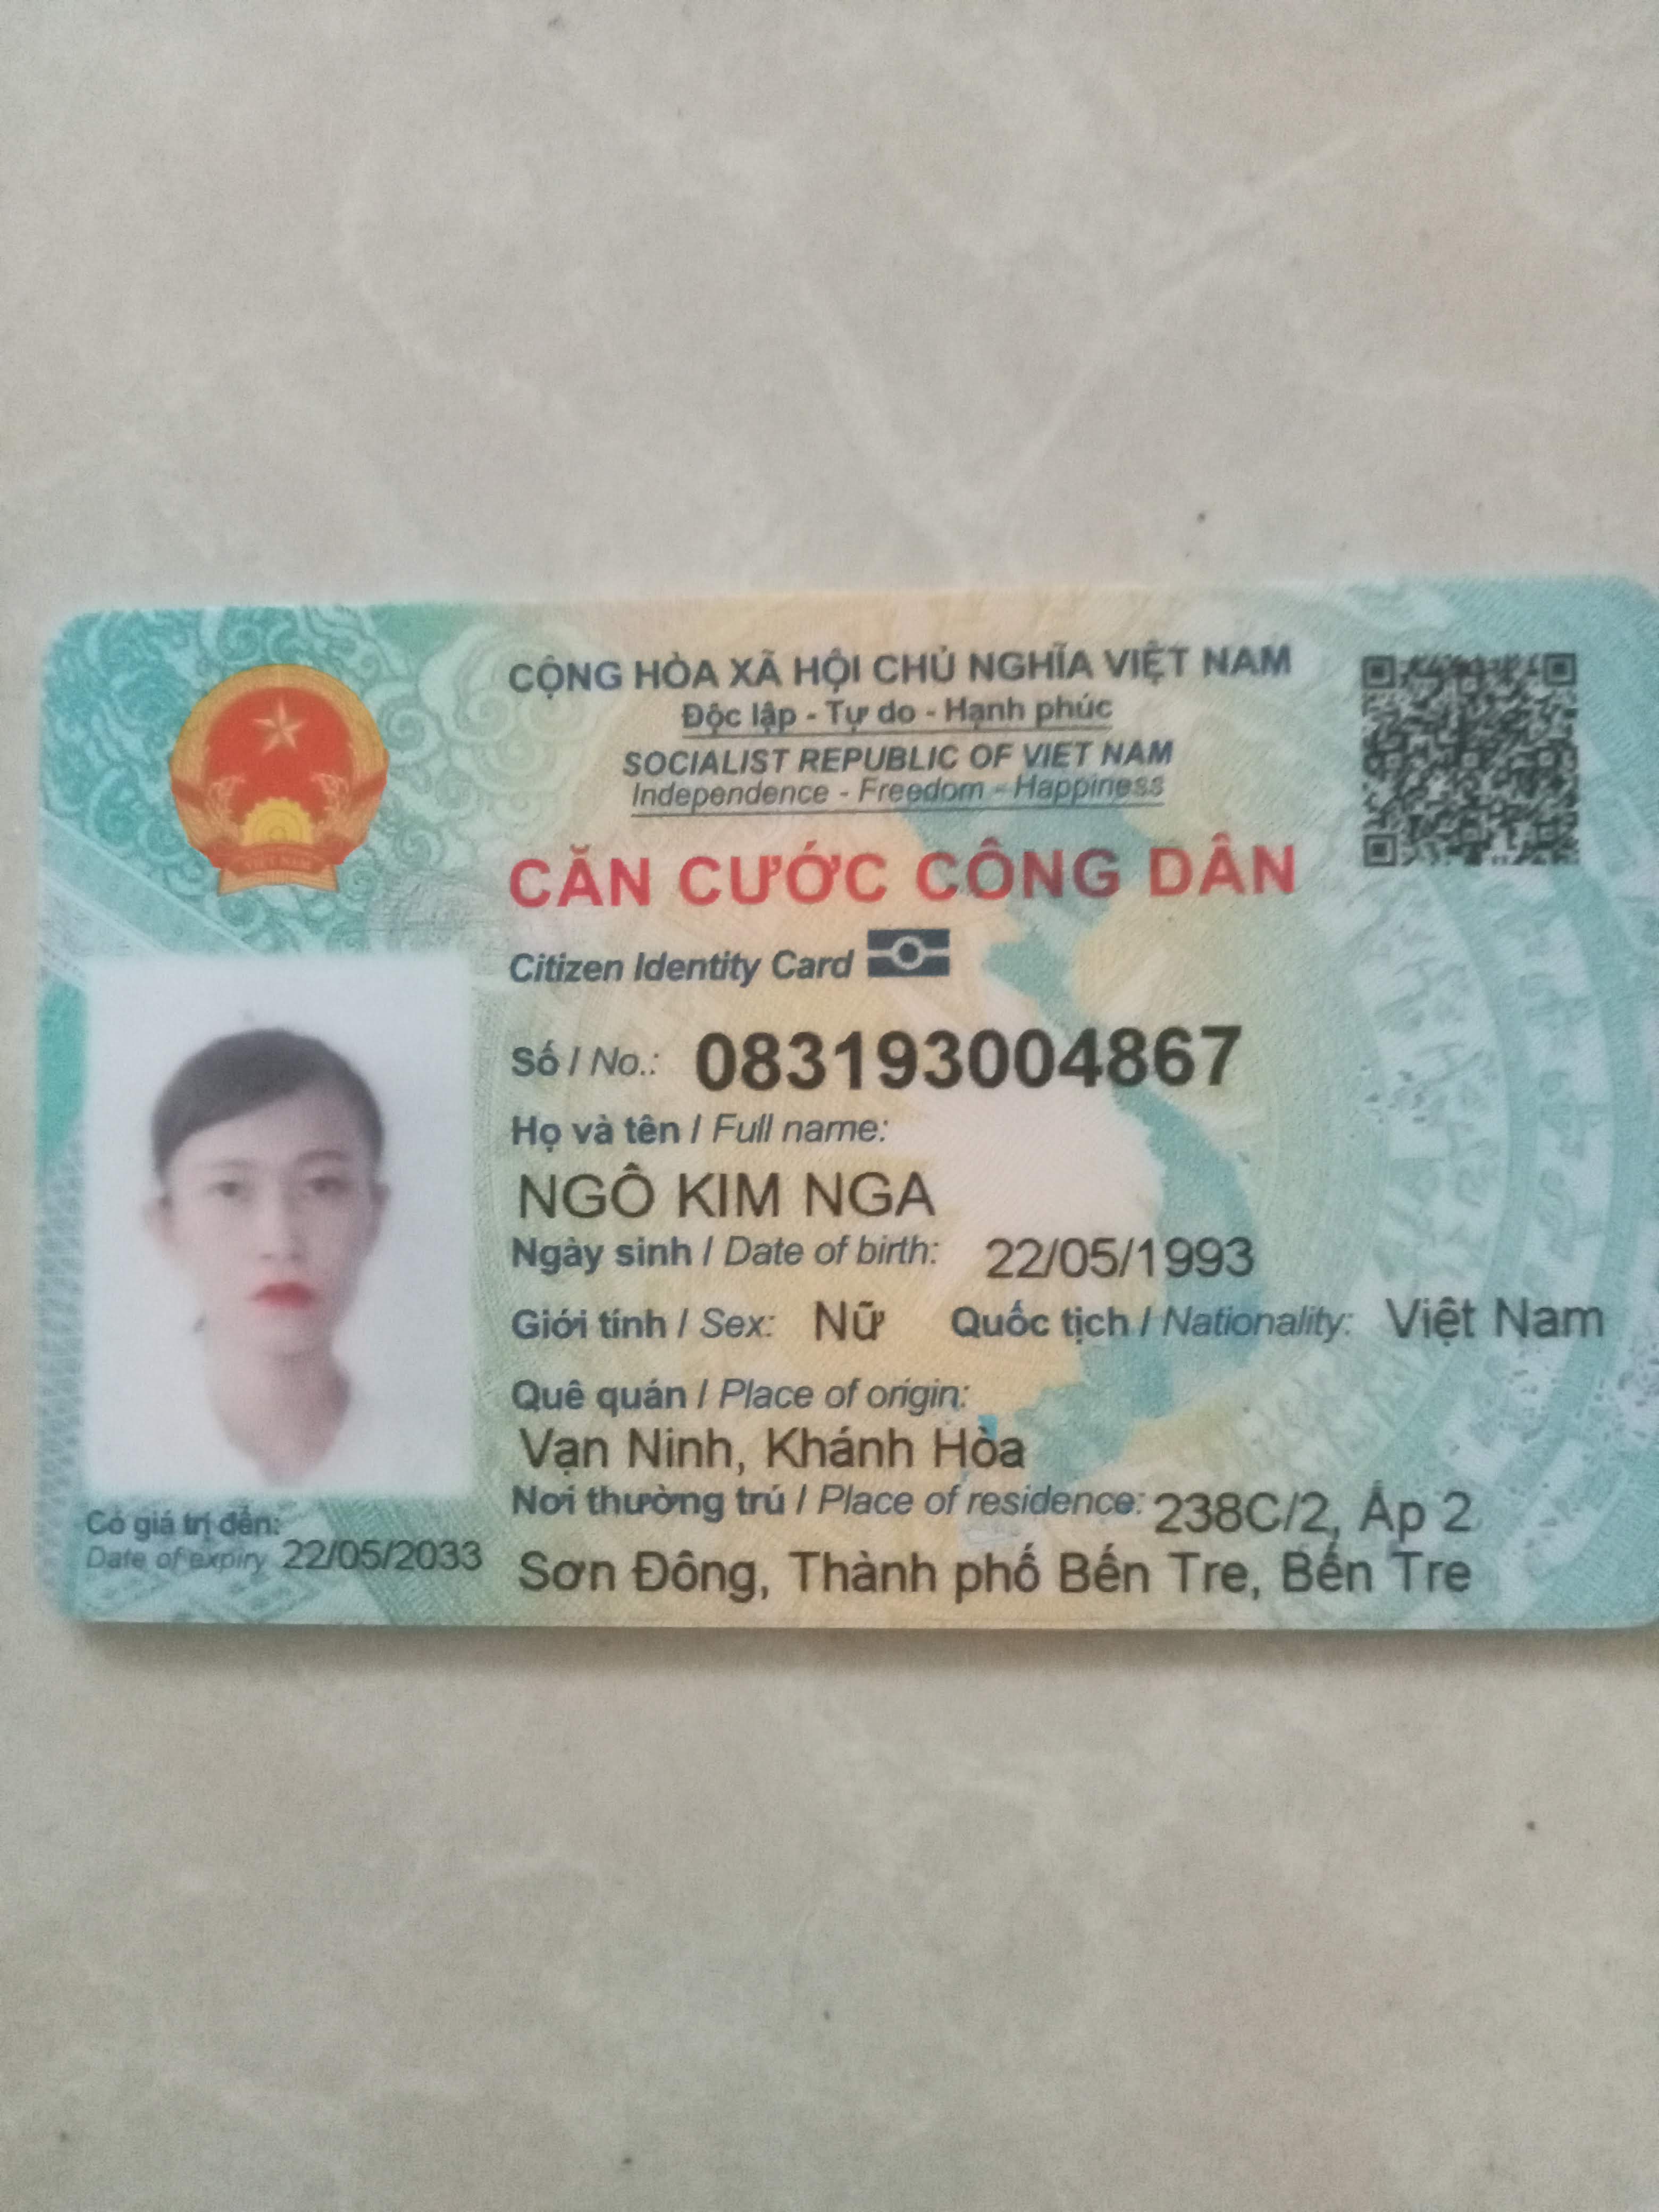 CỘNG HÒA XÃ HỘI CHỦ NGHĨA VIỆT NAM
Độc lập - Tự do - Hạnh phúc
SOCIALIST REPUBLIC OF VIET NAM
Independence - Freedom - Happiness
CĂN CƯỚC CÔNG DÂN
Citizen Identity Card
Số / No.: 083193004867
Họ và tên / Full name:
NGÔ KIM NGA
Ngày sinh / Date of birth: 22/05/1993
Giới tính / Sex: Nữ Quốc tịch / Nationality: Việt Nam
Quê quán / Place of origin:
Vạn Ninh, Khánh Hòa
Nơi thường trú / Place of residence: 238C/2, Ấp 2
Sơn Đông, Thành phố Bến Tre, Bến Tre
Có giá trị đến:
Date of expiry 22/05/2033
VIỆT NAM